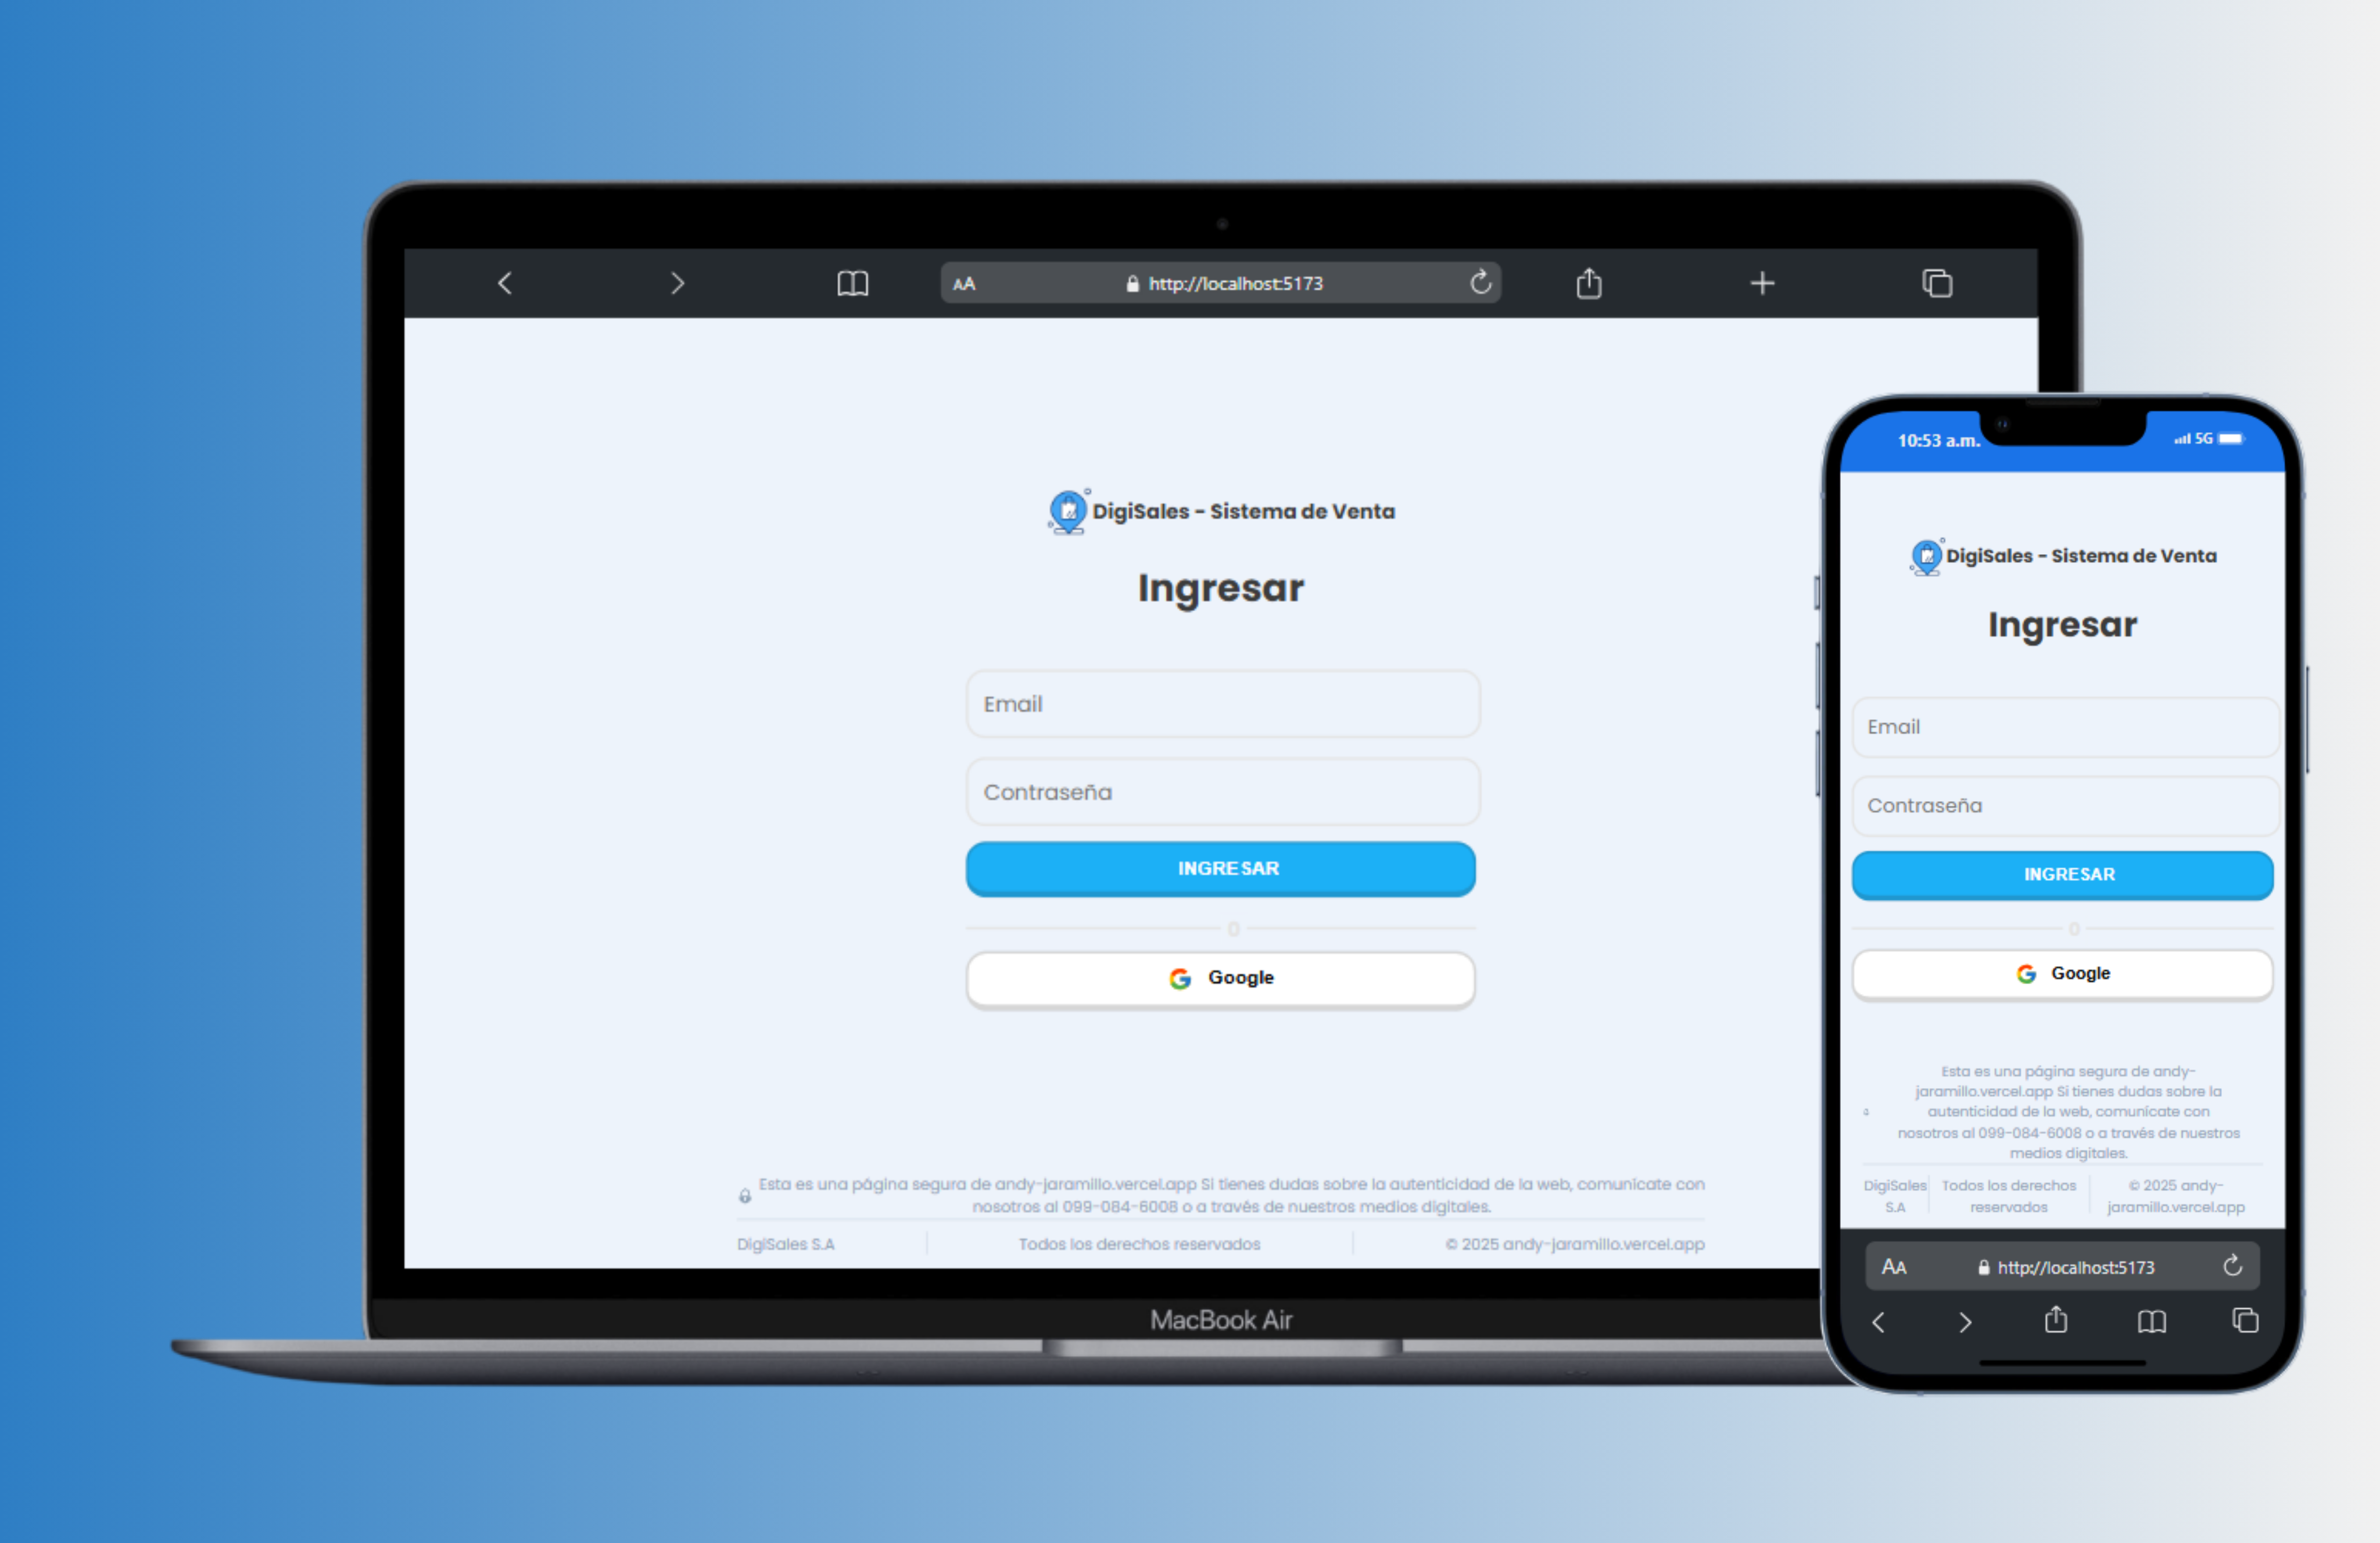 AA http://localhost:5173
DigiSales - Sistema de Venta
Ingresar
Email
Contraseña
INGRESAR
O
Google
Esta es una página segura de andy-jaramillo.vercel.app Si tienes dudas sobre la autenticidad de la web, comunícate con
nosotros al 099-084-6008 o a través de nuestros medios digitales.
DigiSales S.A Todos los derechos reservados © 2025 andy-jaramillo.vercel.app
MacBook Air
10:53 a.m. 5G
DigiSales - Sistema de Venta
Ingresar
Email
Contraseña
INGRESAR
O
Google
Esta es una página segura de andy-
jaramillo.vercel.app Si tienes dudas sobre la
autenticidad de la web, comunícate con
nosotros al 099-084-6008 o a través de nuestros
medios digitales.
DigiSales Todos los derechos © 2025 andy-
S.A reservados jaramillo.vercel.app
AA http://localhost:5173